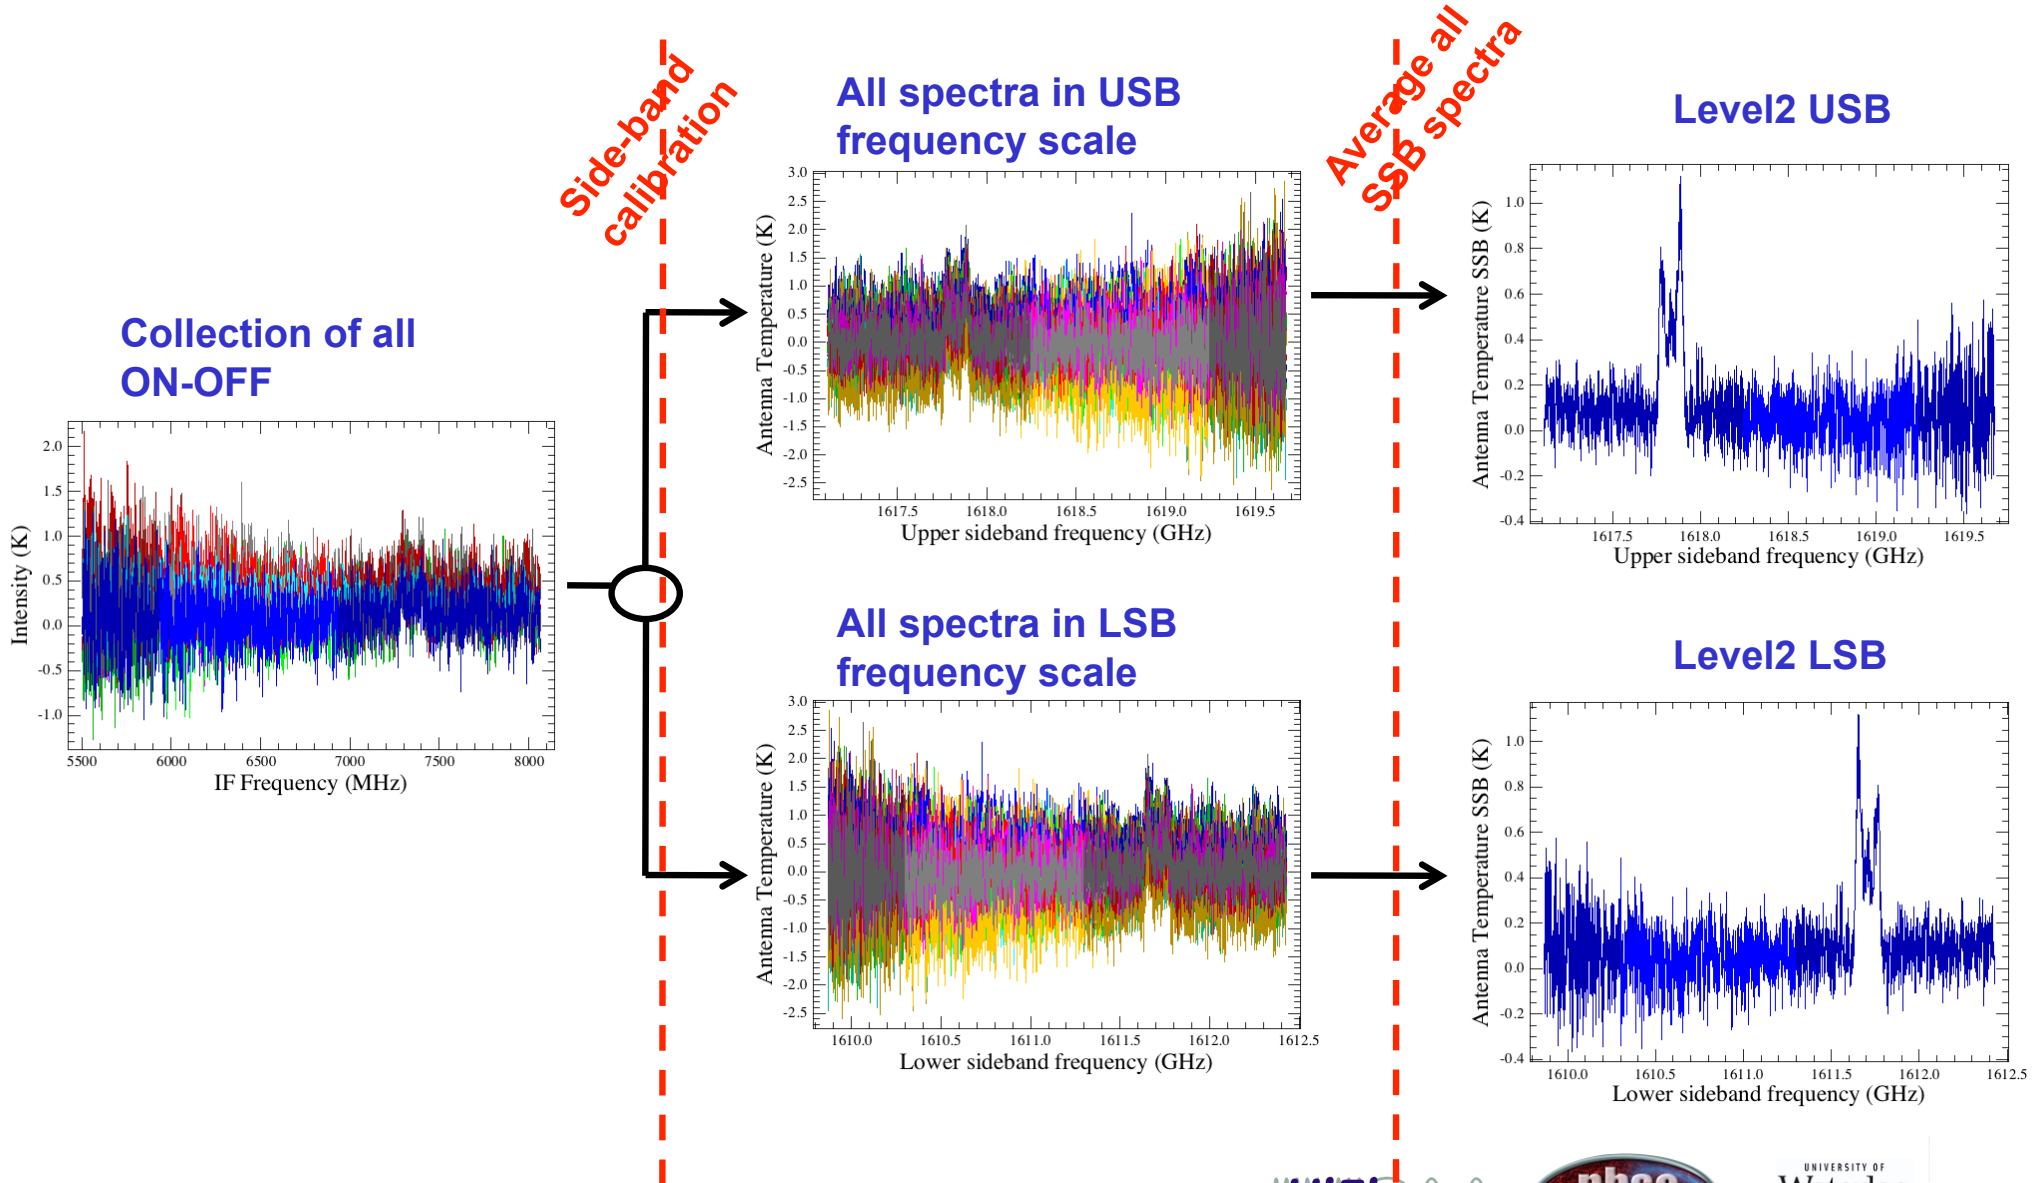 Side-band
calibration
Average all
SSB spectra
Collection of all
ON-OFF
2.0
1.5
1.0
0.5
0.0
-0.5
-1.0
Intensity (K)
5500 6000 6500 7000 7500 8000
IF Frequency (MHz)
All spectra in USB
frequency scale
3.0
2.5
2.0
1.5
1.0
0.5
0.0
-0.5
-1.0
-1.5
-2.0
-2.5
Antenna Temperature (K)
1617.5 1618.0 1618.5 1619.0 1619.5
Upper sideband frequency (GHz)
Level2 USB
1.0
0.8
0.6
0.4
0.2
0.0
-0.2
-0.4
Antenna Temperature SSB (K)
1617.5 1618.0 1618.5 1619.0 1619.5
Upper sideband frequency (GHz)
All spectra in LSB
frequency scale
3.0
2.5
2.0
1.5
1.0
0.5
0.0
-0.5
-1.0
-1.5
-2.0
-2.5
Antenna Temperature (K)
1610.0 1610.5 1611.0 1611.5 1612.0 1612.5
Lower sideband frequency (GHz)
Level2 LSB
1.0
0.8
0.6
0.4
0.2
0.0
-0.2
-0.4
Antenna Temperature SSB (K)
1610.0 1610.5 1611.0 1611.5 1612.0 1612.5
Lower sideband frequency (GHz)
UNIVERSITY OF